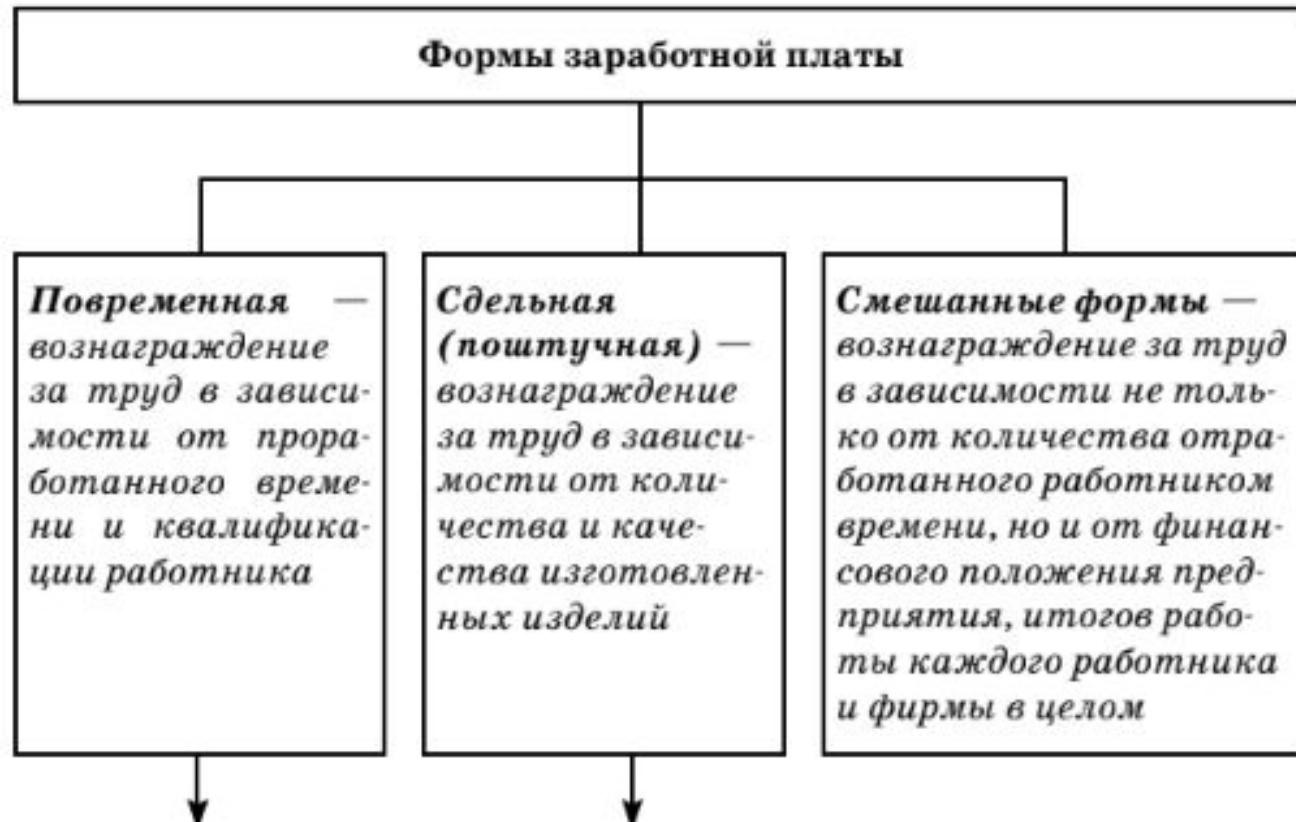 Формы заработной платы
Повременная —
вознаграждение
за труд в зависи-
мости от прора-
ботанного време-
ни и квалифика-
ции работника
Сдельная
(поштучная) —
вознаграждение
за труд в зависи-
мости от коли-
чества и каче-
ства изготовлен-
ных изделий
Смешанные формы —
вознаграждение за труд
в зависимости не толь-
ко от количества отра-
ботанного работником
времени, но и от финан-
сового положения пред-
приятия, итогов рабо-
ты каждого работника
и фирмы в целом